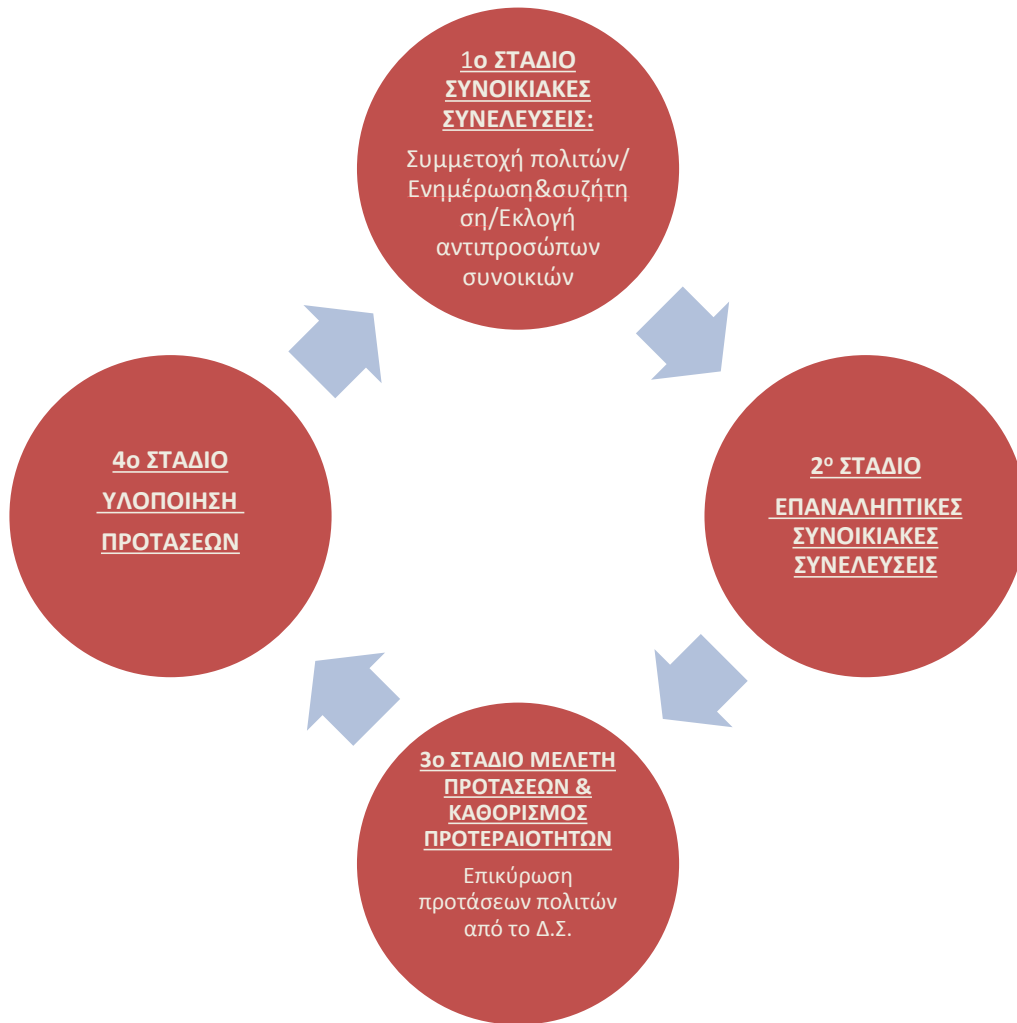 1ο ΣΤΑΔΙΟ
ΣΥΝΟΙΚΙΑΚΕΣ
ΣΥΝΕΛΕΥΣΕΙΣ:
Συμμετοχή πολιτών/
Ενημέρωση&συζήτη
ση/Εκλογή
αντιπροσώπων
συνοικιών
2ο ΣΤΑΔΙΟ
ΕΠΑΝΑΛΗΠΤΙΚΕΣ
ΣΥΝΟΙΚΙΑΚΕΣ
ΣΥΝΕΛΕΥΣΕΙΣ
3ο ΣΤΑΔΙΟ ΜΕΛΕΤΗ
ΠΡΟΤΑΣΕΩΝ &
ΚΑΘΟΡΙΣΜΟΣ
ΠΡΟΤΕΡΑΙΟΤΗΤΩΝ
Επικύρωση
προτάσεων πολιτών
από το Δ.Σ.
4ο ΣΤΑΔΙΟ
ΥΛΟΠΟΙΗΣΗ
ΠΡΟΤΑΣΕΩΝ